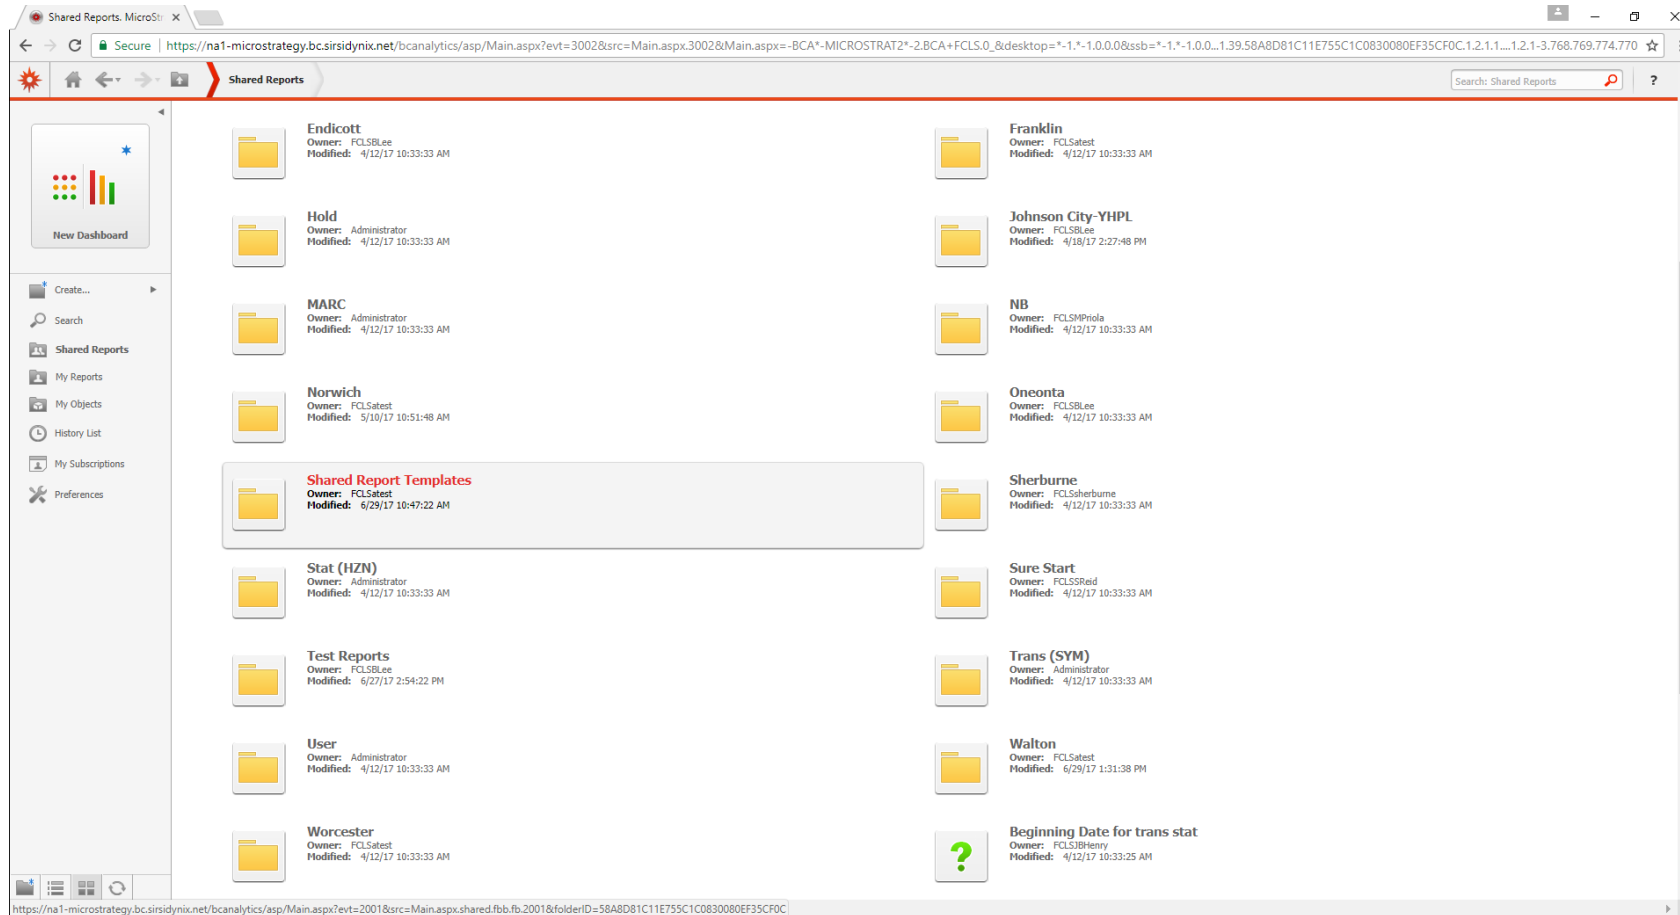 Shared Reports. MicroStr
Secure | https://na1-microstrategy.bc.sirsidynix.net/bcanalytics/asp/Main.aspx?evt=3002&src=Main.aspx.3002&Main.aspx=-BCA*-MICROSTRAT2*-2.BCA+FCLS.0_&desktop=*-1.*-1.0.0.0&ssb=*-1.*-1.0.0...1.39.58A8D81C11E755C1C0830080EF35CF0C.1.2.1.1....1.2.1-3.768.769.774.770
Shared Reports
Search: Shared Reports
?
New Dashboard
Create...
Search
Shared Reports
My Reports
My Objects
History List
My Subscriptions
Preferences
Endicott
Owner: FCLSBLee
Modified: 4/12/17 10:33:33 AM
Franklin
Owner: FCLSatest
Modified: 4/12/17 10:33:33 AM
Hold
Owner: Administrator
Modified: 4/12/17 10:33:33 AM
Johnson City-YHPL
Owner: FCLSBLee
Modified: 4/18/17 2:27:48 PM
MARC
Owner: Administrator
Modified: 4/12/17 10:33:33 AM
NB
Owner: FCLSMPriola
Modified: 4/12/17 10:33:33 AM
Norwich
Owner: FCLSatest
Modified: 5/10/17 10:51:48 AM
Oneonta
Owner: FCLSBLee
Modified: 4/12/17 10:33:33 AM
Shared Report Templates
Owner: FCLSatest
Modified: 6/29/17 10:47:22 AM
Sherburne
Owner: FCLSsherburne
Modified: 4/12/17 10:33:33 AM
Stat (HZN)
Owner: Administrator
Modified: 4/12/17 10:33:33 AM
Sure Start
Owner: FCLSSReid
Modified: 4/12/17 10:33:33 AM
Test Reports
Owner: FCLSBLee
Modified: 6/27/17 2:54:22 PM
Trans (SYM)
Owner: Administrator
Modified: 4/12/17 10:33:33 AM
User
Owner: Administrator
Modified: 4/12/17 10:33:33 AM
Walton
Owner: FCLSatest
Modified: 6/29/17 1:31:38 PM
Worcester
Owner: FCLSatest
Modified: 4/12/17 10:33:33 AM
?
Beginning Date for trans stat
Owner: FCLSJBHenry
Modified: 4/12/17 10:33:25 AM
https://na1-microstrategy.bc.sirsidynix.net/bcanalytics/asp/Main.aspx?evt=2001&src=Main.aspx.shared.fbb.fb.2001&folderID=58A8D81C11E755C1C0830080EF35CF0C